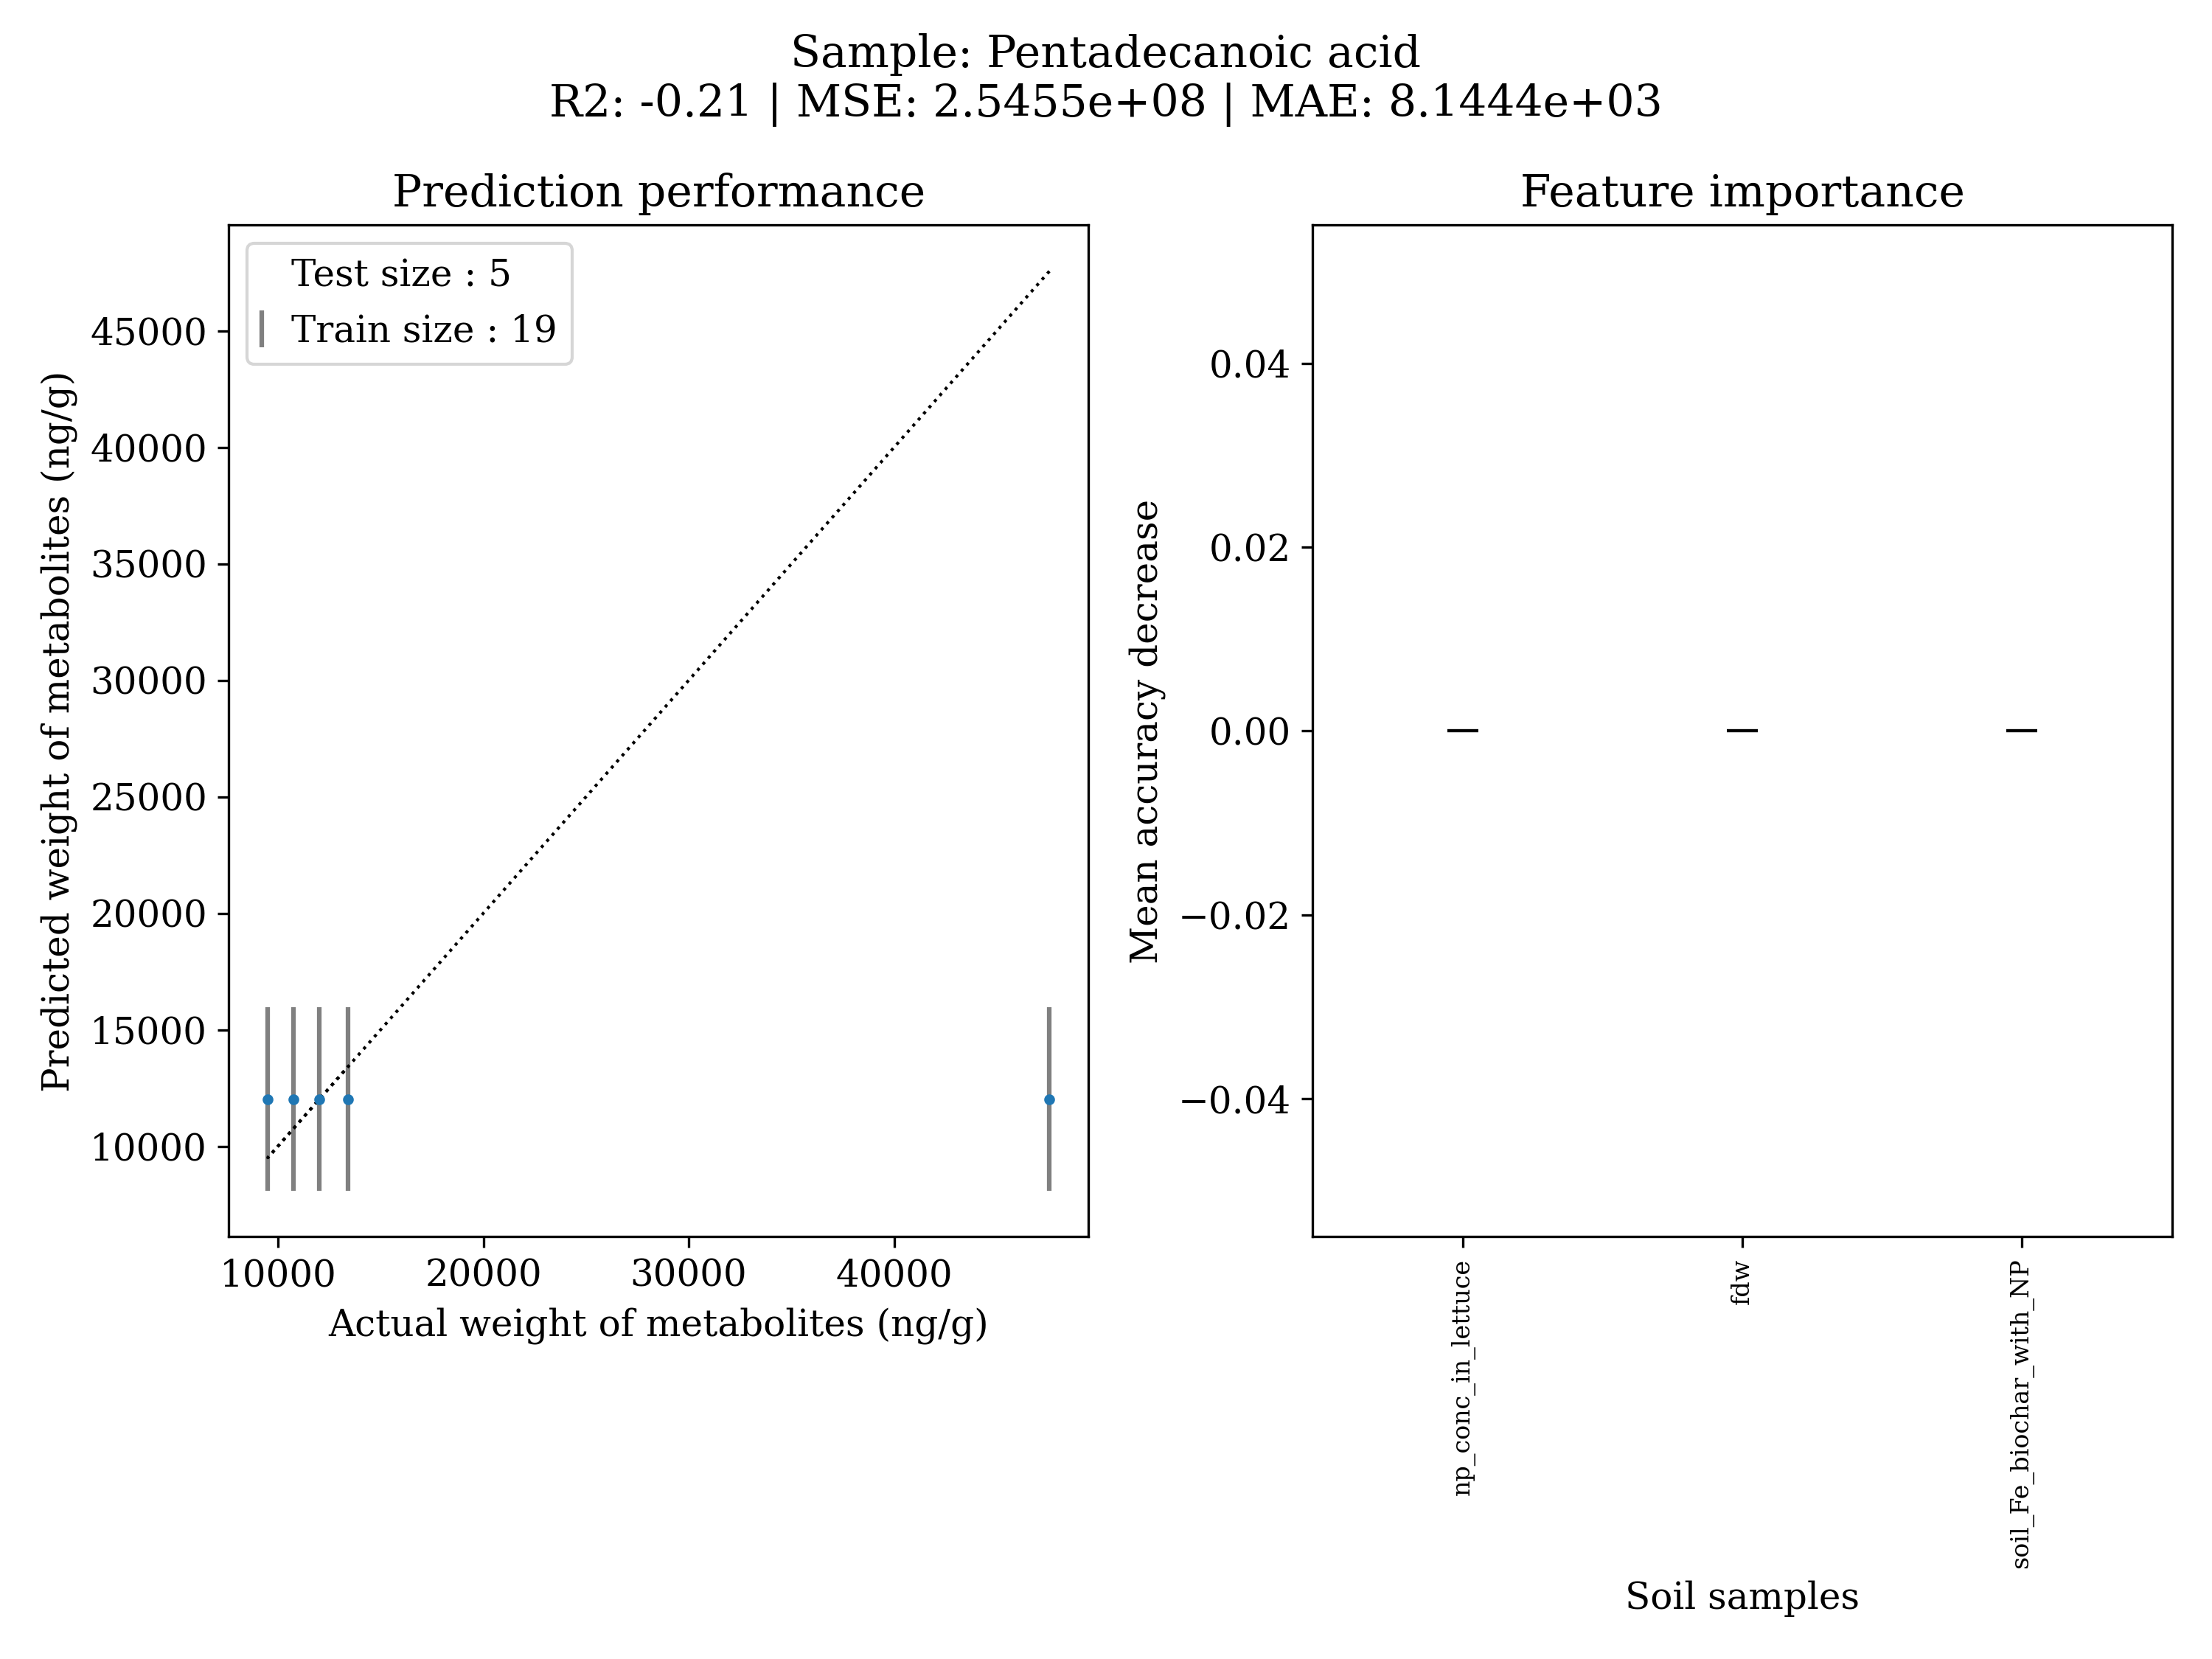 Sample: Pentadecanoic acid
R2: -0.21 | MSE: 2.5455e+08 | MAE: 8.1444e+03
Prediction performance
Test size : 5
Train size : 19
45000
40000
35000
30000
25000
20000
15000
10000
Predicted weight of metabolites (ng/g)
10000 20000 30000 40000
Actual weight of metabolites (ng/g)
Feature importance
0.04
0.02
0.00
−0.02
−0.04
Mean accuracy decrease
np_conc_in_lettuce
fdw
soil_Fe_biochar_with_NP
Soil samples